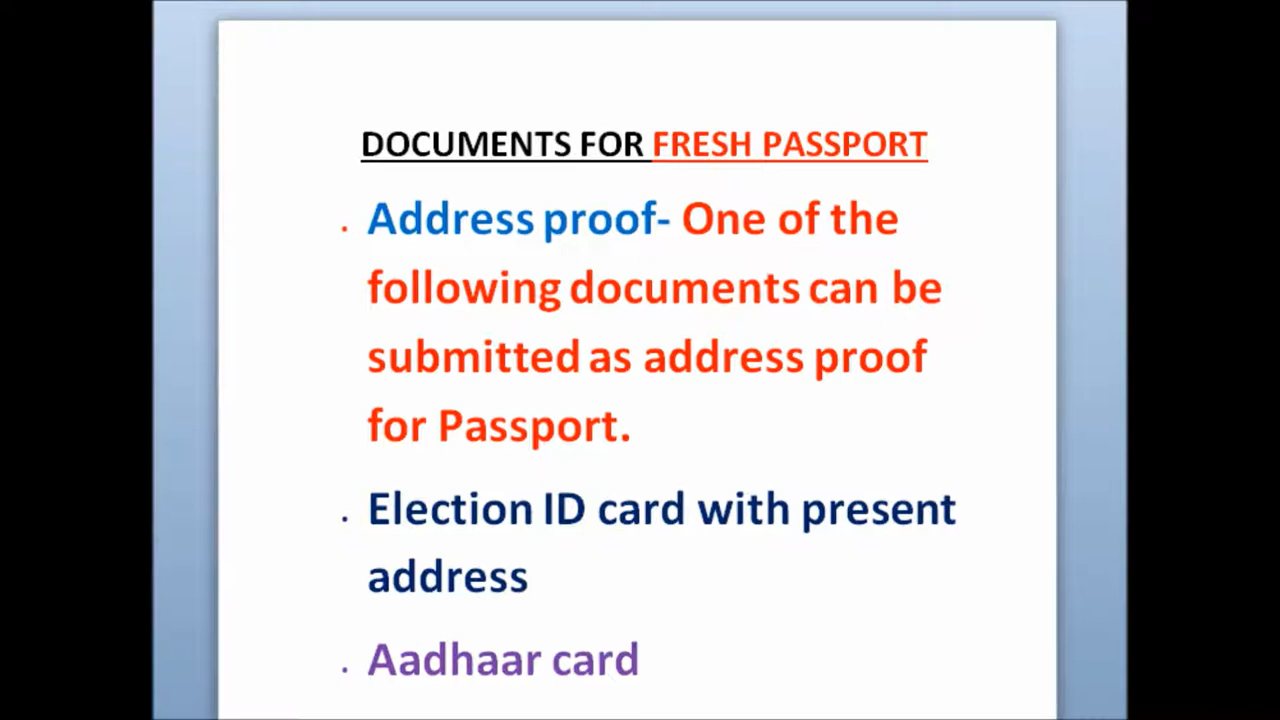 DOCUMENTS FOR FRESH PASSPORT
. Address proof- One of the
following documents can be
submitted as address proof
for Passport.
. Election ID card with present
address
. Aadhaar card